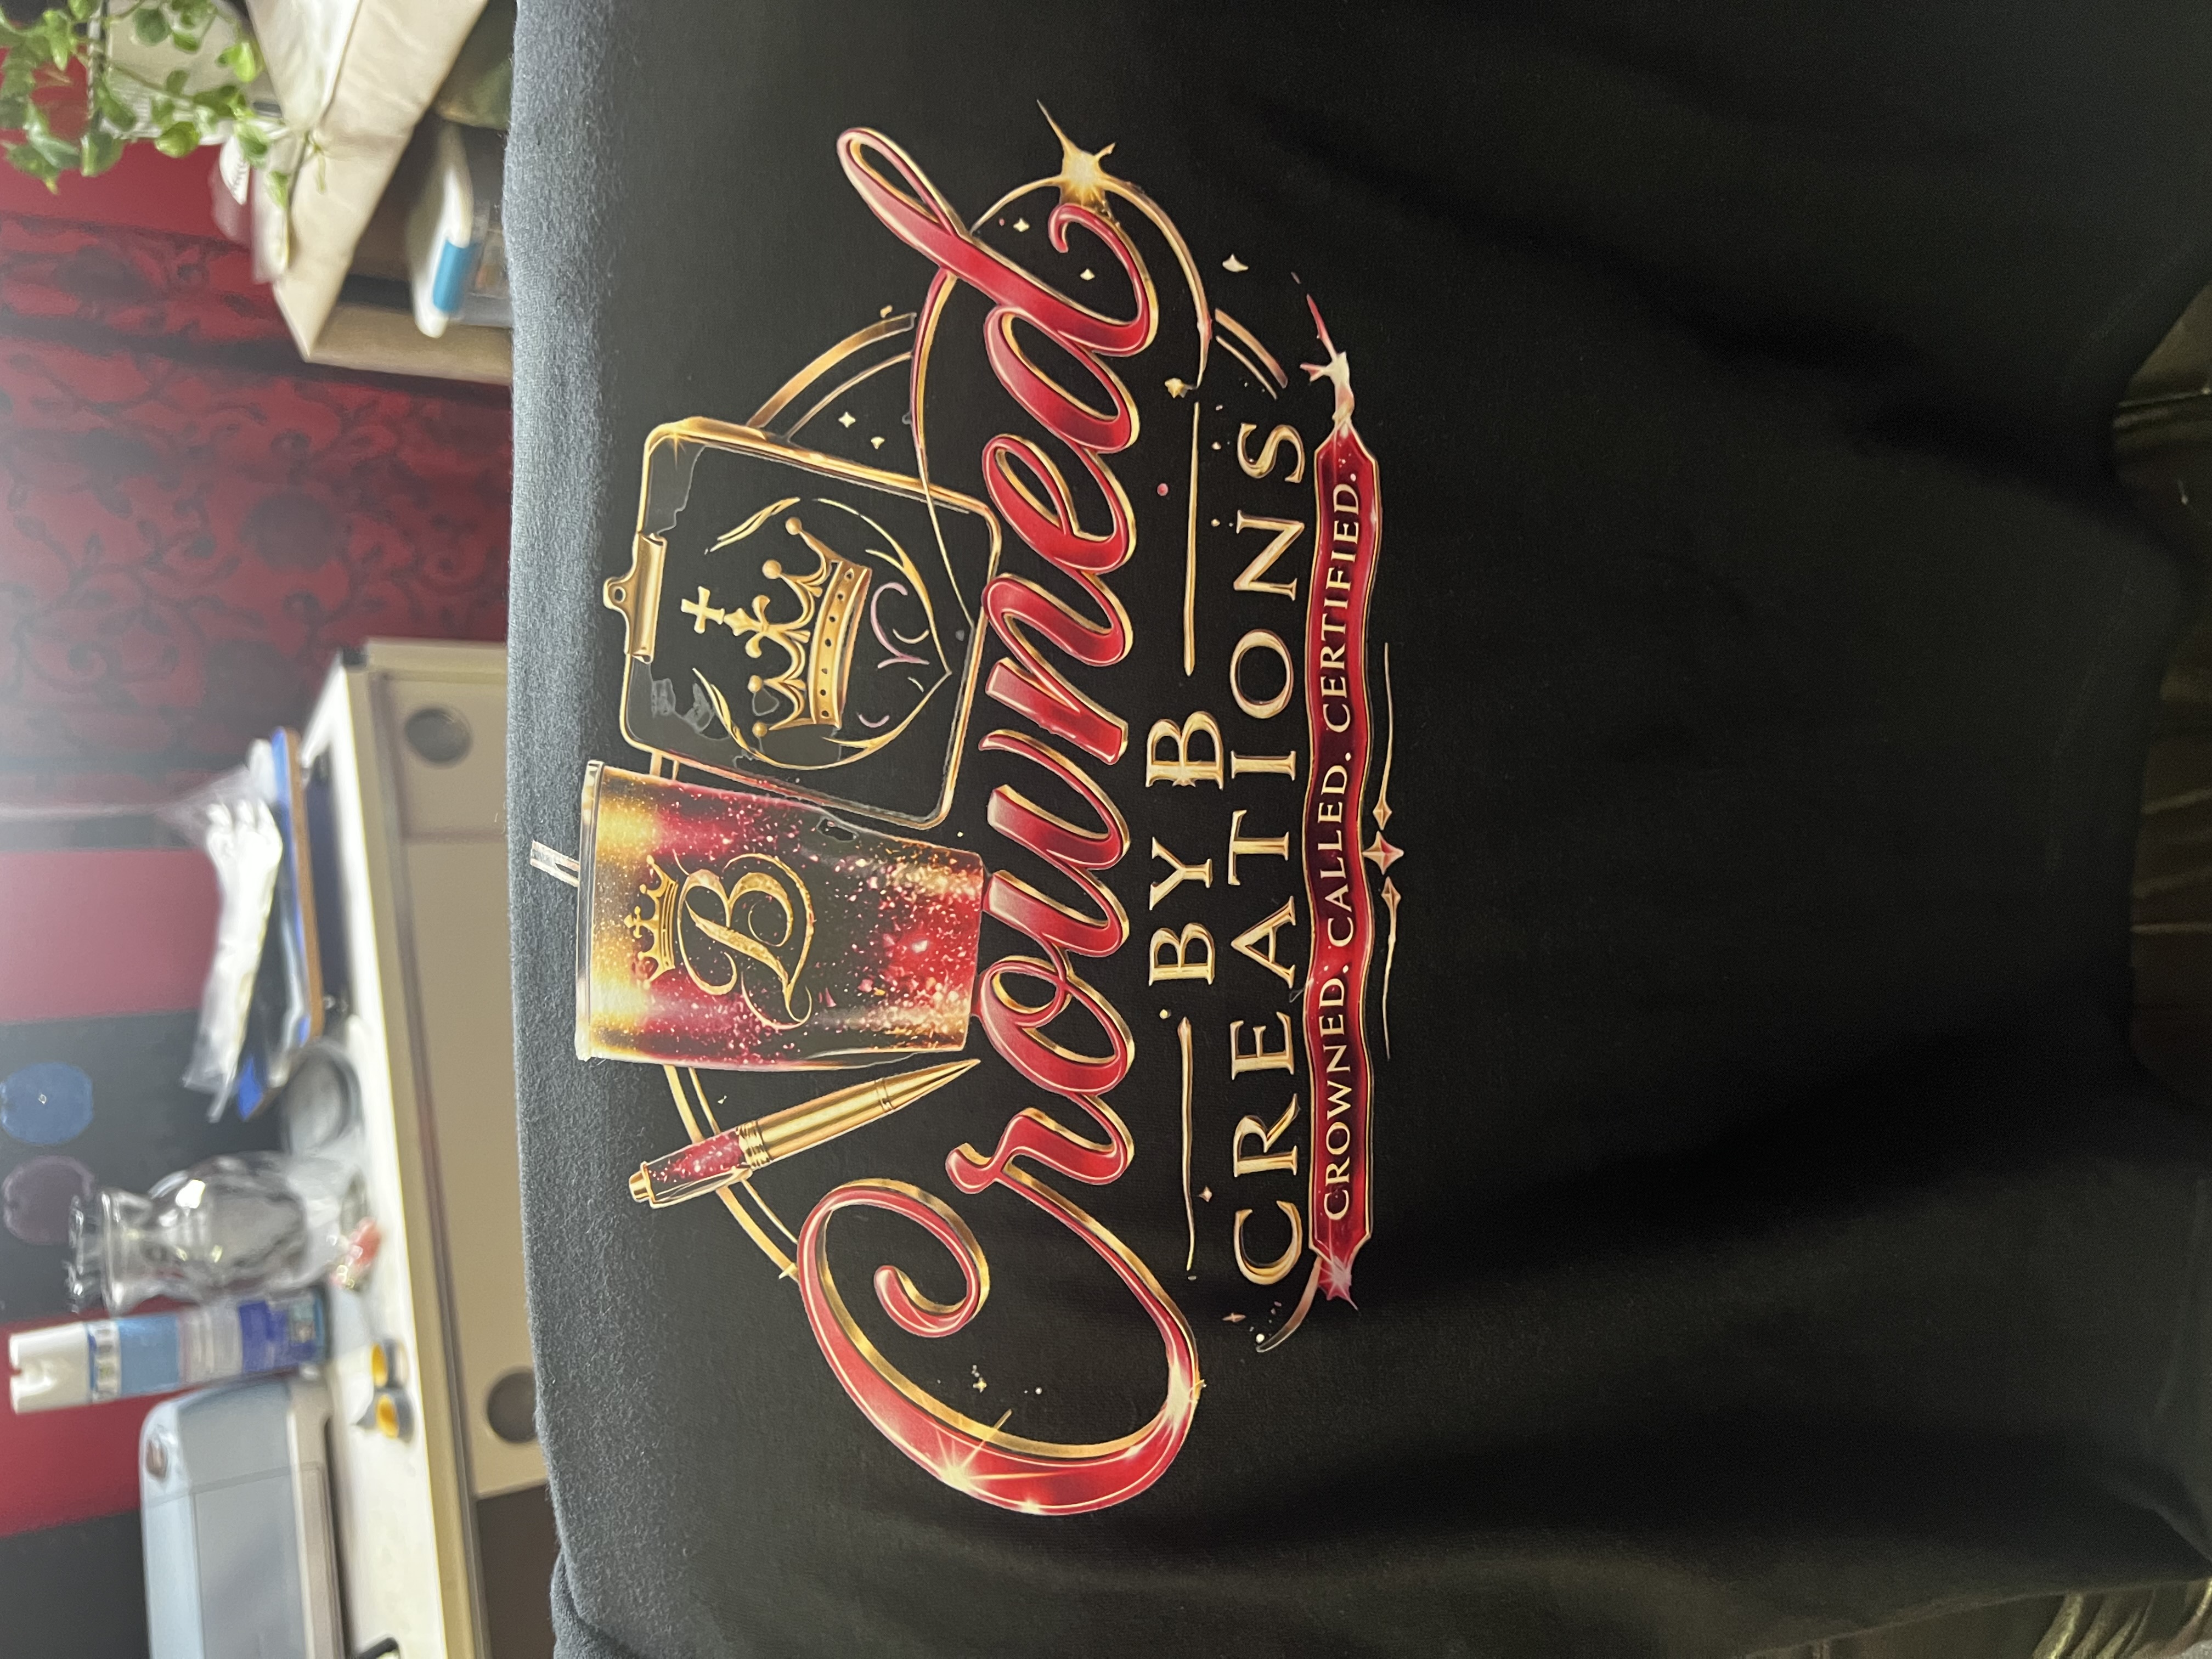 B
Crowned
BY B
CREATIONS
CROWNED. CALLED. CERTIFIED.